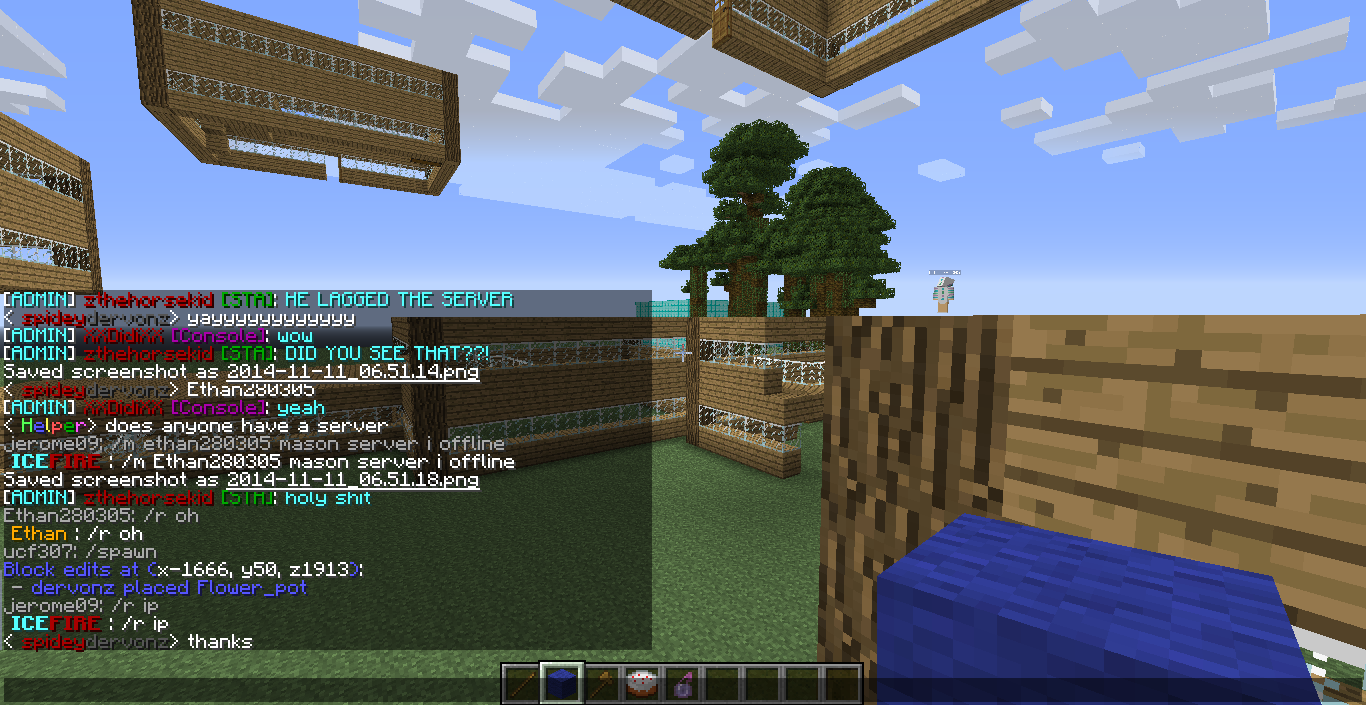 [ADMIN] zthehorsekid [STA]: HE LAGGED THE SERVER
< spideydervonz> yayyyyyyyyyyyyy
[ADMIN] XXDidiXX [Console]: wow
[ADMIN] zthehorsekid [STA]: DID YOU SEE THAT??!
Saved screenshot as 2014-11-11_06.51.14.png
< spideydervonz> Ethan280305
[ADMIN] XXDidiXX [Console]: yeah
< Helper> does anyone have a server
jerome09: /m ethan280305 mason server i offline
ICEFIRE : /m Ethan280305 mason server i offline
Saved screenshot as 2014-11-11_06.51.18.png
[ADMIN] zthehorsekid [STA]: holy shit
Ethan280305: /r oh
Ethan : /r oh
ucf307: /spawn
Block edits at (x-1666, y50, z1913):
- dervonz placed Flower_pot
jerome09: /r ip
ICEFIRE : /r ip
< spideydervonz> thanks